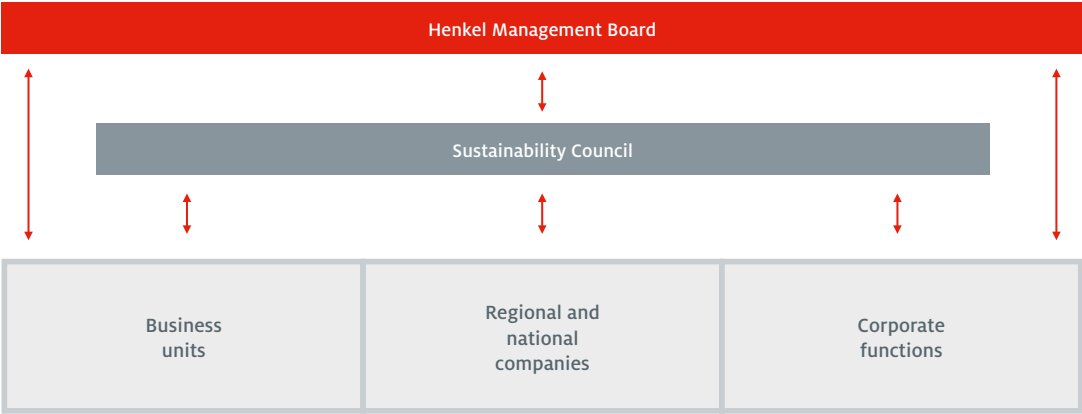 Henkel Management Board
Sustainability Council
Business
units
Regional and
national
companies
Corporate
functions